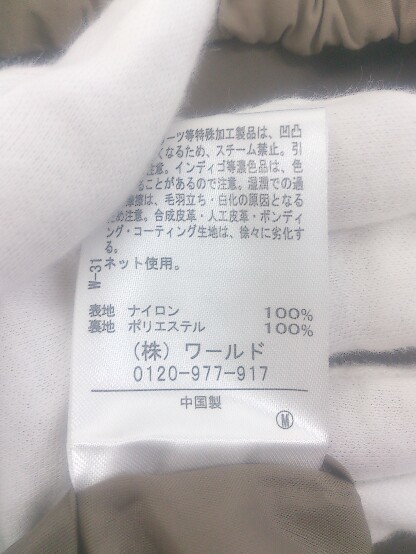 ーツ等特殊加工製品は、凹凸
くなるため、スチーム禁止。引
注意。インディゴ等濃色品は、色
ることがあるので注意。湿潤での過
摩擦は、毛羽立ち・白化の原因となる
ため注意。合成皮革・人工皮革・ボンディ
ング・コーティング生地は、徐々に劣化す
る。
W-31
ネット使用。
表地 ナイロン 100%
裏地 ポリエステル 100%
(株) ワールド
0120-977-917
中国製
M